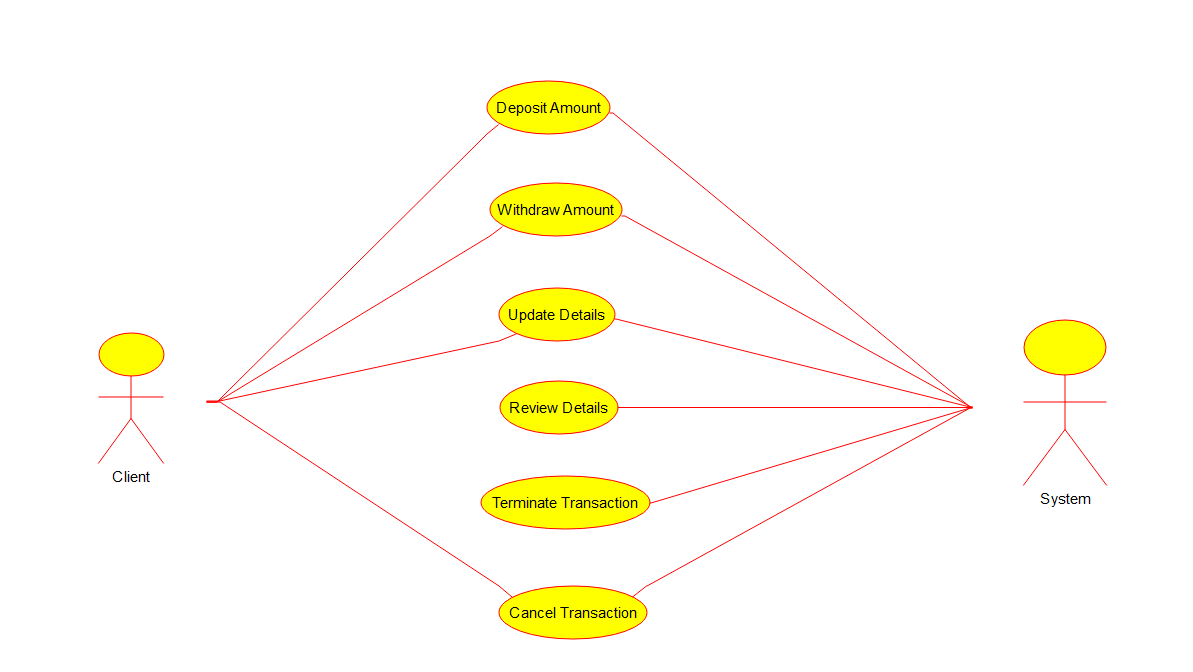 Deposit Amount
Withdraw Amount
Update Details
Review Details
Client
Terminate Transaction
System
Cancel Transaction